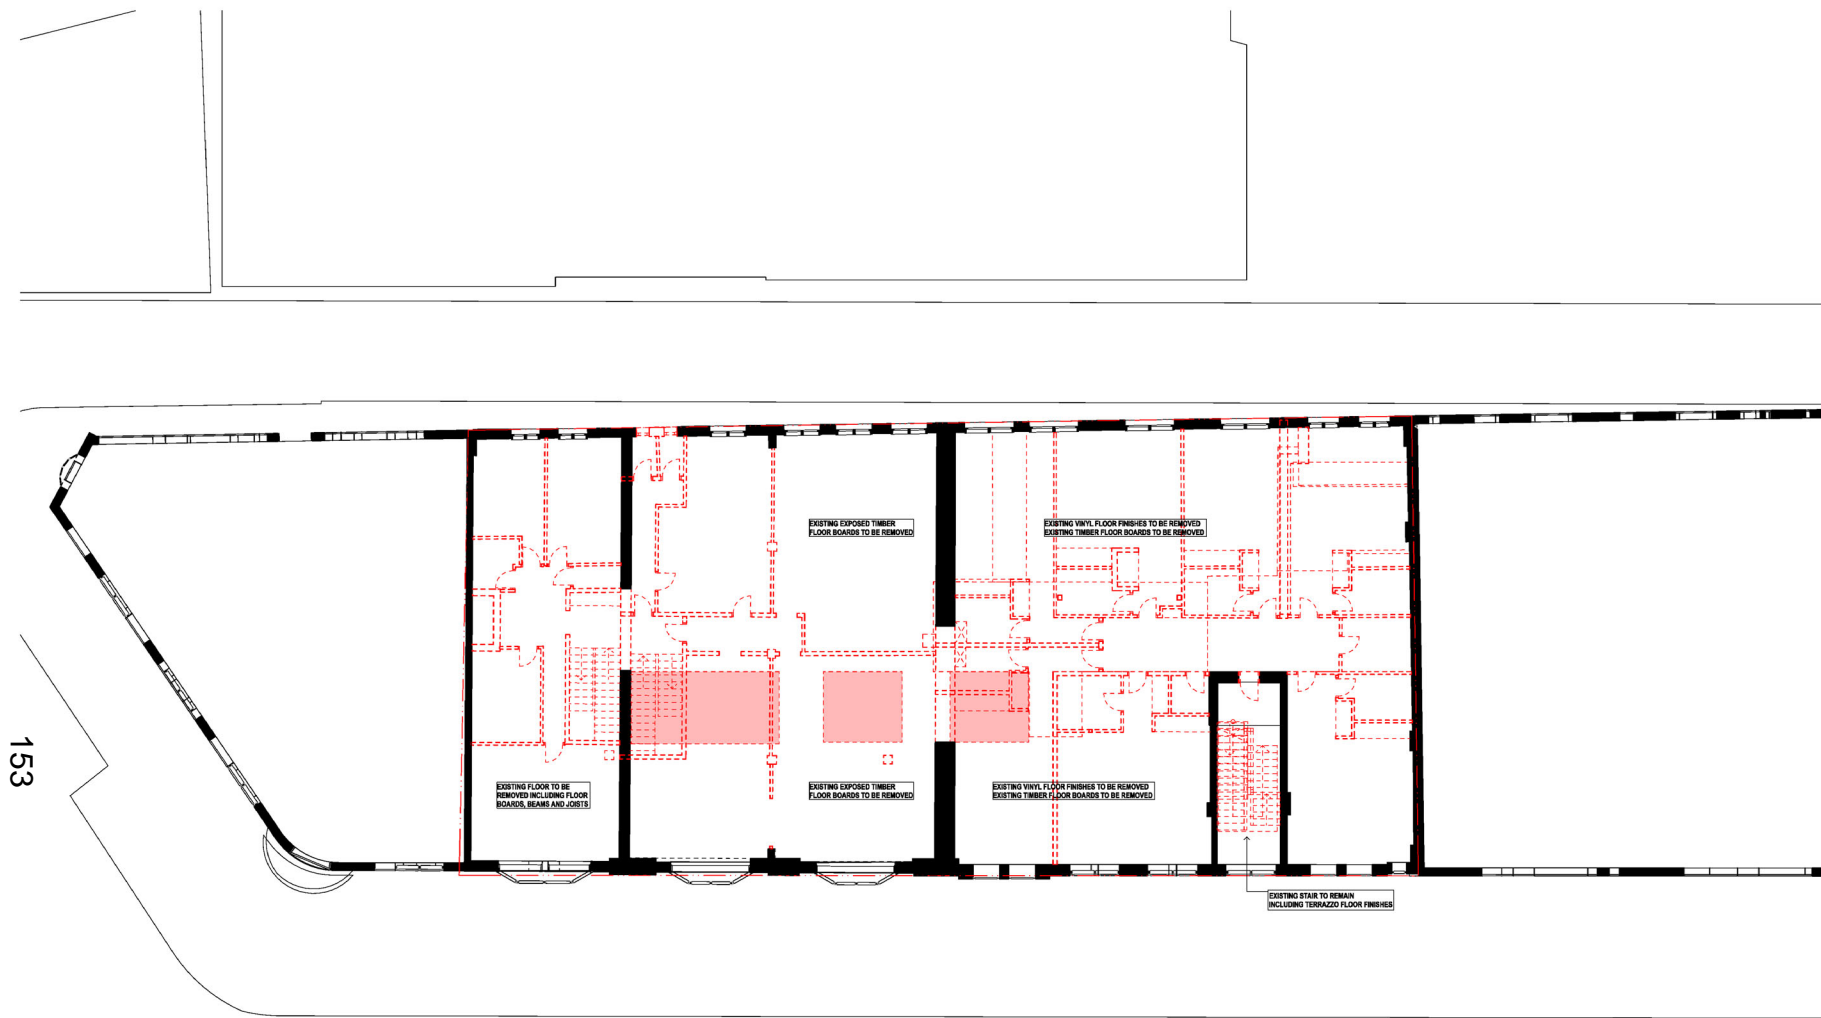 EXISTING EXPOSED TIMBER
FLOOR BOARDS TO BE REMOVED
EXISTING VINYL FLOOR FINISHES TO BE REMOVED
EXISTING TIMBER FLOOR BOARDS TO BE REMOVED
153
EXISTING FLOOR TO BE
REMOVED INCLUDING FLOOR
BOARDS, BEAMS AND JOISTS
EXISTING EXPOSED TIMBER
FLOOR BOARDS TO BE REMOVED
EXISTING VINYL FLOOR FINISHES TO BE REMOVED
EXISTING TIMBER FLOOR BOARDS TO BE REMOVED
EXISTING STAIR TO REMAIN
INCLUDING TERRAZZO FLOOR FINISHES